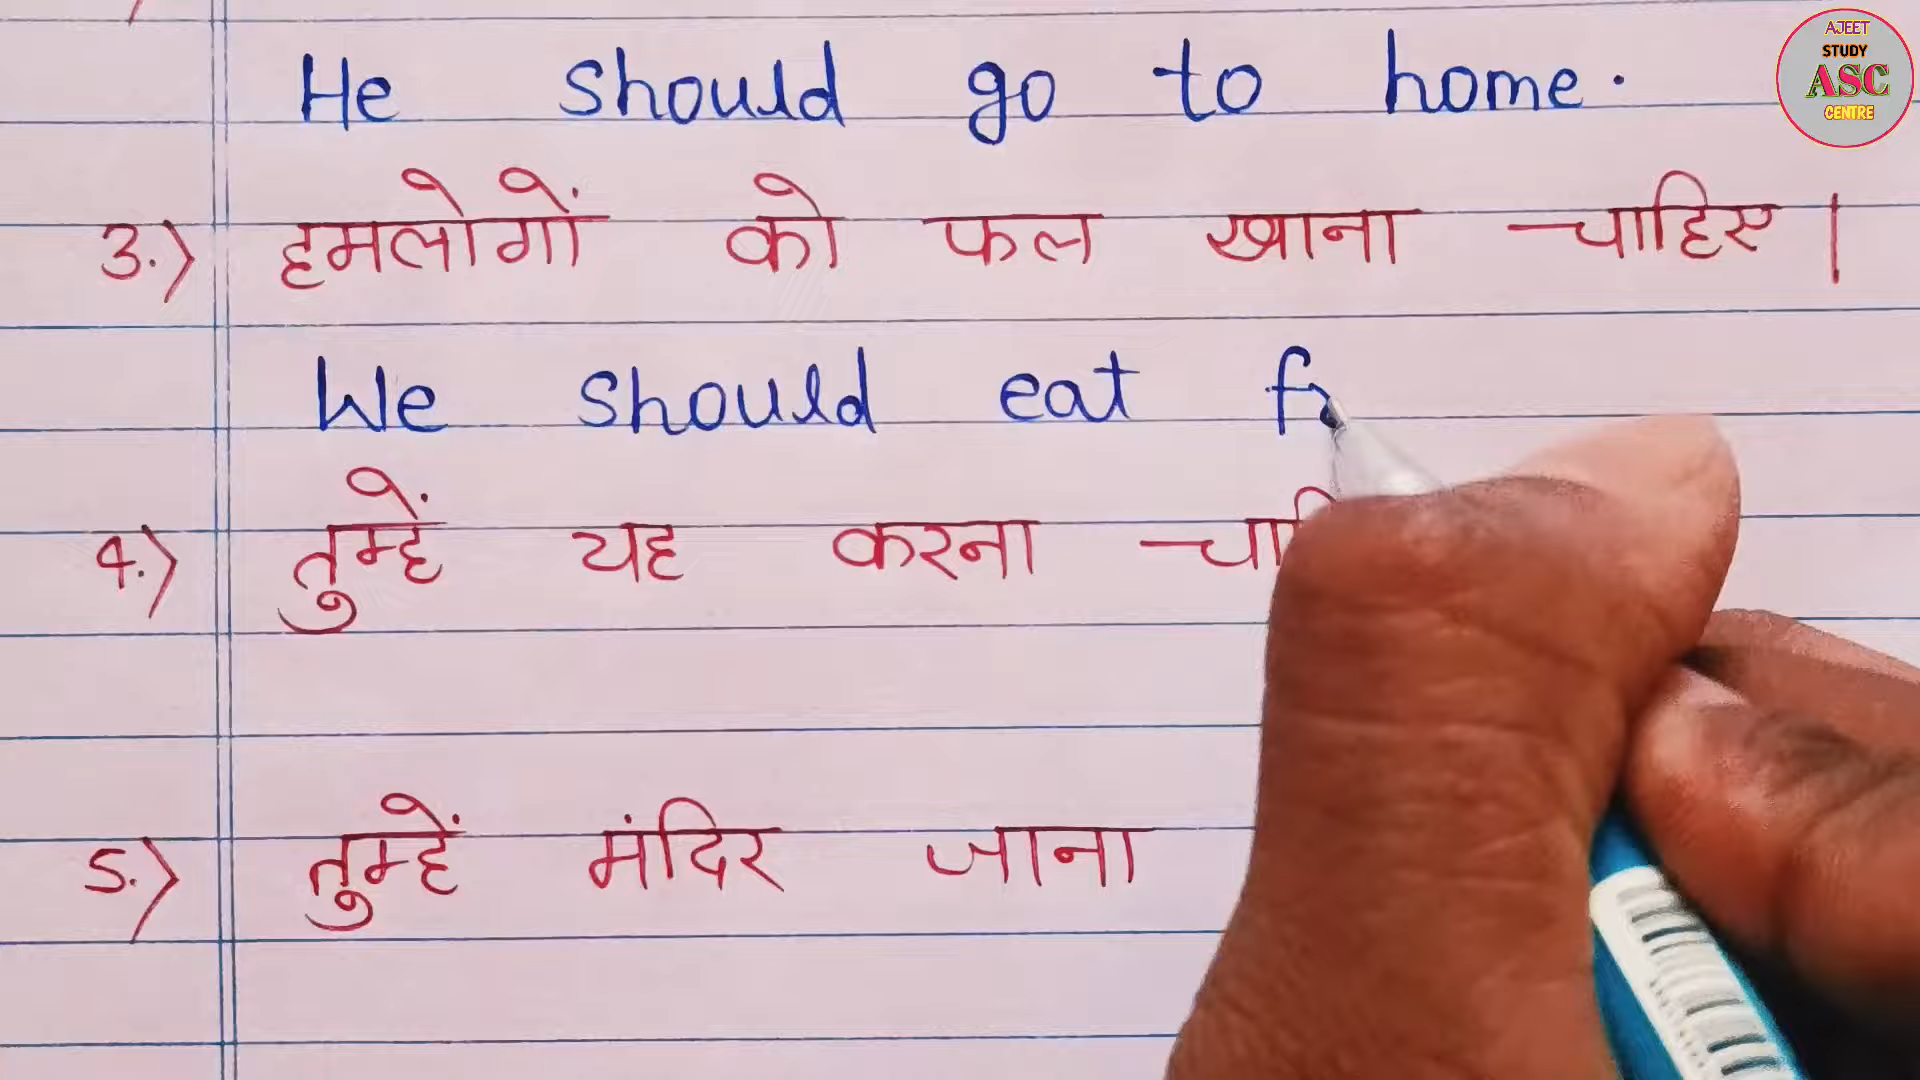 He should go to home.
AJEET
STUDY
ASC
CENTRE
3.) हमलोगों को फल खाना चाहिए।
We should eat
4.) तुम्हें यह करना
5.) तुम्हें मंदिर जाना